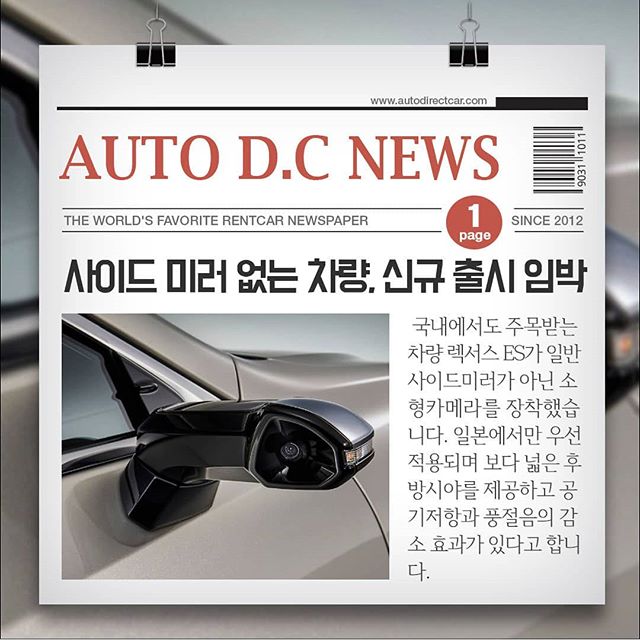 www.autodirectcar.com
AUTO D.C NEWS
9031 11011
THE WORLD'S FAVORITE RENTCAR NEWSPAPER
1
page
SINCE 2012
사이드 미러 없는 차량, 신규 출시 임박
국내에서도 주목받는
차량 렉서스 ES가 일반
사이드미러가 아닌 소
형카메라를 장착했습
니다. 일본에서만 우선
적용되며 보다 넓은 후
방시야를 제공하고 공
기저항과 풍절음의 감
소 효과가 있다고 합니
다.